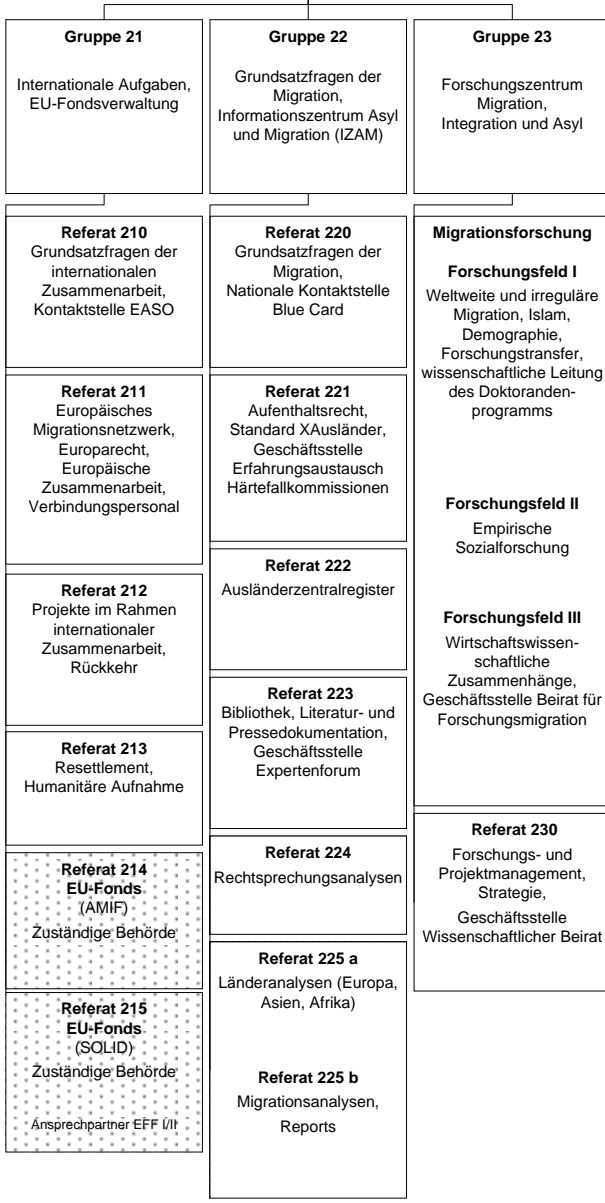 Gruppe 21
Internationale Aufgaben,
EU-Fondsverwaltung
Gruppe 22
Grundsatzfragen der
Migration,
Informationszentrum Asyl
und Migration (IZAM)
Gruppe 23
Forschungszentrum
Migration,
Integration und Asyl
Referat 210
Grundsatzfragen der
internationalen
Zusammenarbeit,
Kontaktstelle EASO
Referat 211
Europäisches
Migrationsnetzwerk,
Europarecht,
Europäische
Zusammenarbeit,
Verbindungspersonal
Referat 212
Projekte im Rahmen
internationaler
Zusammenarbeit,
Rückkehr
Referat 213
Resettlement,
Humanitäre Aufnahme
Referat 214
EU-Fonds
(AMIF)
Zuständige Behörde
Referat 215
EU-Fonds
(SOLID)
Zuständige Behörde
Ansprechpartner EFF I/II
Referat 220
Grundsatzfragen der
Migration,
Nationale Kontaktstelle
Blue Card
Referat 221
Aufenthaltsrecht,
Standard XAusländer,
Geschäftsstelle
Erfahrungsaustausch
Härtefallkommissionen
Referat 222
Ausländerzentralregister
Referat 223
Bibliothek, Literatur- und
Pressedokumentation,
Geschäftsstelle
Expertenforum
Referat 224
Rechtsprechungsanalysen
Referat 225 a
Länderanalysen (Europa,
Asien, Afrika)
Referat 225 b
Migrationsanalysen,
Reports
Migrationsforschung
Forschungsfeld I
Weltweite und irreguläre
Migration, Islam,
Demographie,
Forschungstransfer,
wissenschaftliche Leitung
des Doktoranden-
programms
Forschungsfeld II
Empirische
Sozialforschung
Forschungsfeld III
Wirtschaftswissen-
schaftliche
Zusammenhänge,
Geschäftsstelle Beirat für
Forschungsmigration
Referat 230
Forschungs- und
Projektmanagement,
Strategie,
Geschäftsstelle
Wissenschaftlicher Beirat